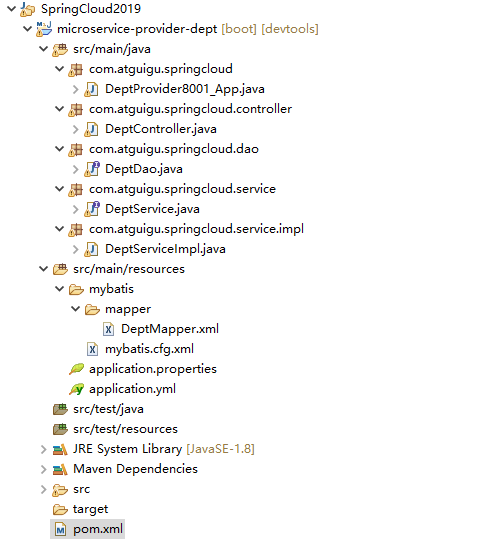 SpringCloud2019
microservice-provider-dept [boot] [devtools]
src/main/java
com.atguigu.springcloud
DeptProvider8001_App.java
com.atguigu.springcloud.controller
DeptController.java
com.atguigu.springcloud.dao
DeptDao.java
com.atguigu.springcloud.service
DeptService.java
com.atguigu.springcloud.service.impl
DeptServiceImpl.java
src/main/resources
mybatis
mapper
DeptMapper.xml
mybatis.cfg.xml
application.properties
application.yml
src/test/java
src/test/resources
JRE System Library [JavaSE-1.8]
Maven Dependencies
src
target
pom.xml